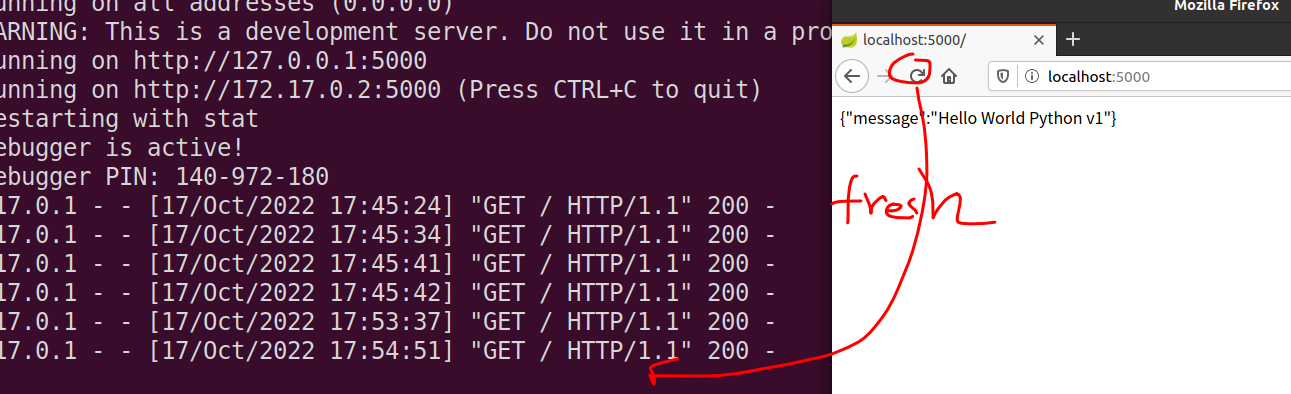 unning on all addresses (0.0.0.0)
ARNING: This is a development server. Do not use it in a pro
unning on http://127.0.0.1:5000
unning on http://172.17.0.2:5000 (Press CTRL+C to quit)
estarting with stat
ebugger is active!
ebugger PIN: 140-972-180
17.0.1 - - [17/Oct/2022 17:45:24] "GET / HTTP/1.1" 200 -
17.0.1 - - [17/Oct/2022 17:45:34] "GET / HTTP/1.1" 200 -
17.0.1 - - [17/Oct/2022 17:45:41] "GET / HTTP/1.1" 200 -
17.0.1 - - [17/Oct/2022 17:45:42] "GET / HTTP/1.1" 200 -
17.0.1 - - [17/Oct/2022 17:53:37] "GET / HTTP/1.1" 200 -
17.0.1 - - [17/Oct/2022 17:54:51] "GET / HTTP/1.1" 200 -
Mozilla Firefox
localhost:5000/
localhost:5000
{"message":"Hello World Python v1"}
fresh